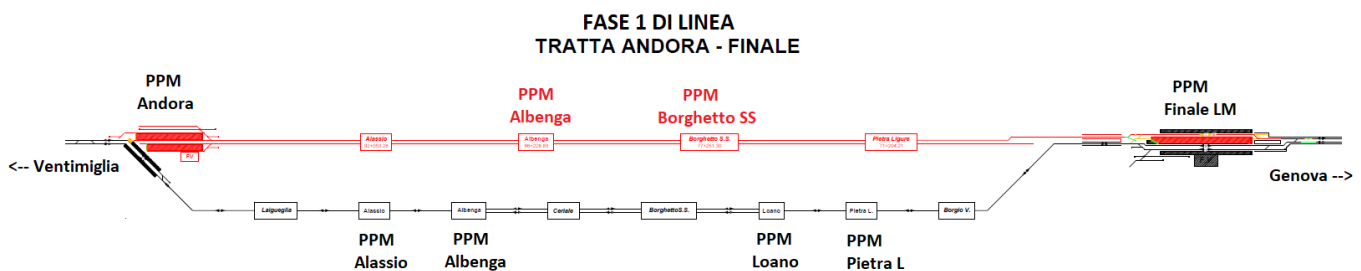 FASE 1 DI LINEA
TRATTA ANDORA - FINALE
PPM
Andora
PPM
Albenga
PPM
Borghetto SS
PPM
Finale LM
Alassio
Albenga
Borghetto S.S.
Pietra Ligure
FV
<-- Ventimiglia
Genova -->
Laigueglia
Alassio
Albenga
Ceriale
BorghettoS.S.
Loano
Pietra L.
Borgio V.
PPM
Alassio
PPM
Albenga
PPM
Loano
PPM
Pietra L